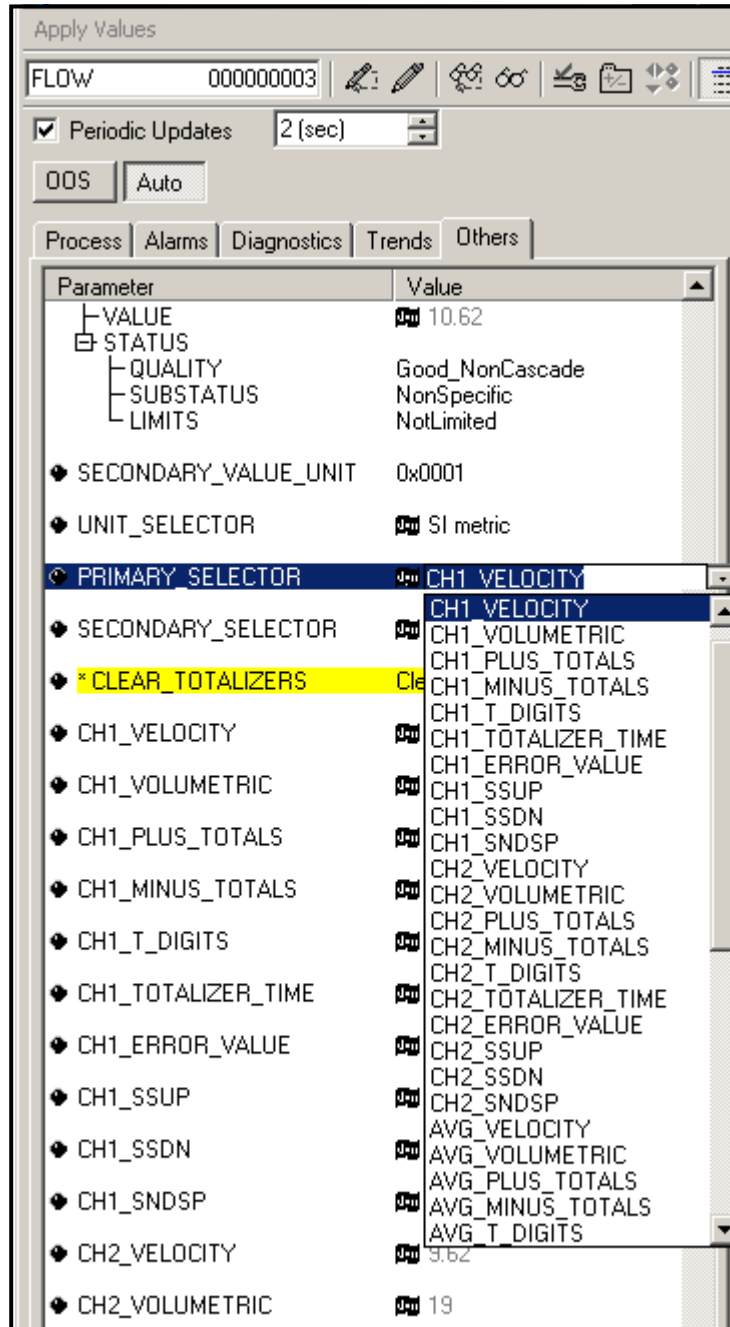 Apply Values
FLOW 000000003
Periodic Updates 2 (sec)
OOS Auto
Process Alarms Diagnostics Trends Others
Parameter Value
VALUE 10.62
STATUS
QUALITY Good_NonCascade
SUBSTATUS NonSpecific
LIMITS NotLimited
SECONDARY_VALUE_UNIT 0x0001
UNIT_SELECTOR SI metric
PRIMARY_SELECTOR CH1_VELOCITY
SECONDARY_SELECTOR
* CLEAR_TOTALIZERS Cle
CH1_VELOCITY
CH1_VOLUMETRIC
CH1_PLUS_TOTALS
CH1_MINUS_TOTALS
CH1_T_DIGITS
CH1_TOTALIZER_TIME
CH1_ERROR_VALUE
CH1_SSUP
CH1_SSDN
CH1_SNDSP
CH2_VELOCITY 9.62
CH2_VOLUMETRIC 19
CH1_VELOCITY
CH1_VOLUMETRIC
CH1_PLUS_TOTALS
CH1_MINUS_TOTALS
CH1_T_DIGITS
CH1_TOTALIZER_TIME
CH1_ERROR_VALUE
CH1_SSUP
CH1_SSDN
CH1_SNDSP
CH2_VELOCITY
CH2_VOLUMETRIC
CH2_PLUS_TOTALS
CH2_MINUS_TOTALS
CH2_T_DIGITS
CH2_TOTALIZER_TIME
CH2_ERROR_VALUE
CH2_SSUP
CH2_SSDN
CH2_SNDSP
AVG_VELOCITY
AVG_VOLUMETRIC
AVG_PLUS_TOTALS
AVG_MINUS_TOTALS
AVG_T_DIGITS